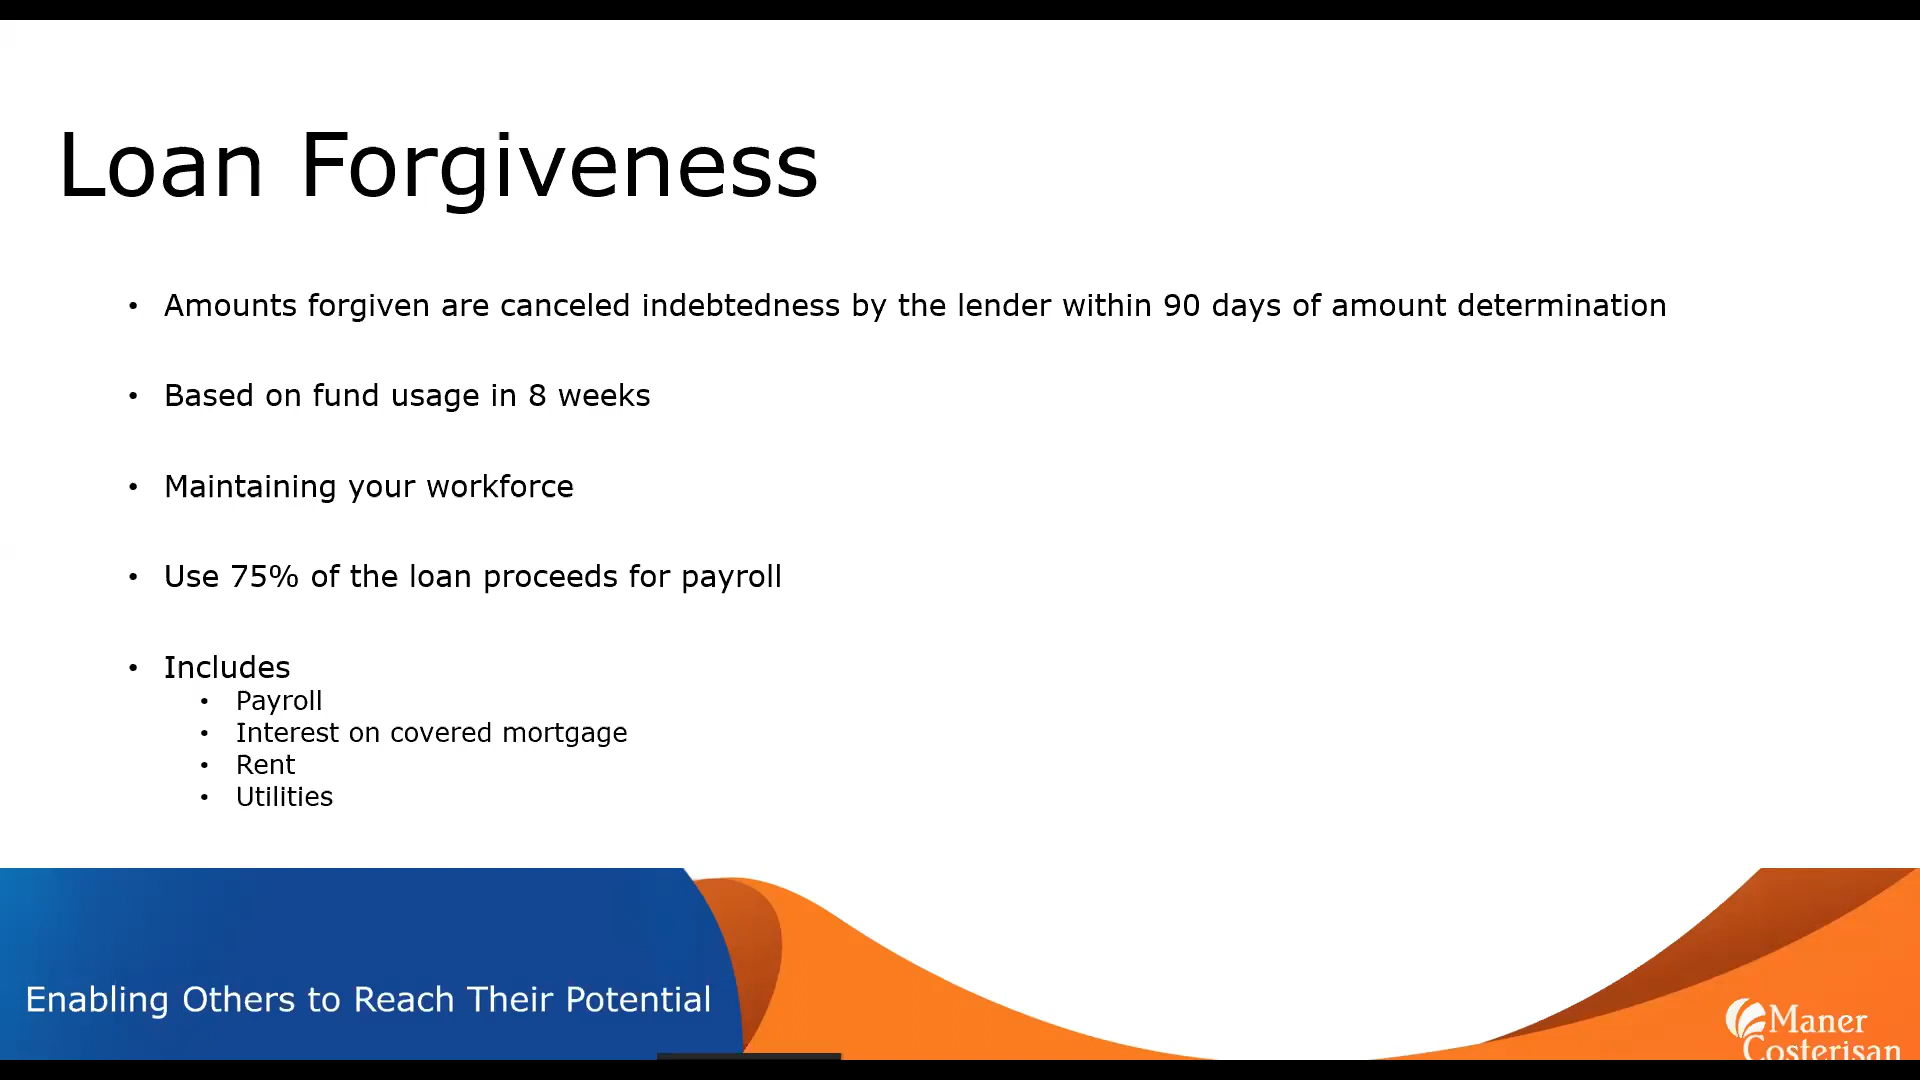 Loan Forgiveness
• Amounts forgiven are canceled indebtedness by the lender within 90 days of amount determination
• Based on fund usage in 8 weeks
• Maintaining your workforce
• Use 75% of the loan proceeds for payroll
• Includes
• Payroll
• Interest on covered mortgage
• Rent
• Utilities
Enabling Others to Reach Their Potential
Maner
Costerisan